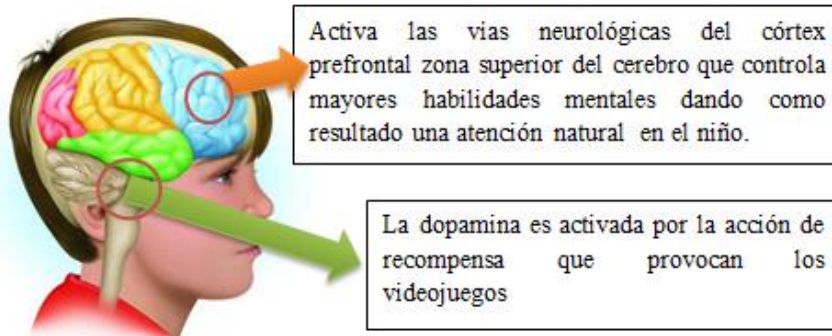 Activa las vias neurológicas del córtex
prefrontal zona superior del cerebro que controla
mayores habilidades mentales dando como
resultado una atención natural en el niño.
La dopamina es activada por la acción de
recompensa que provocan los
videojuegos